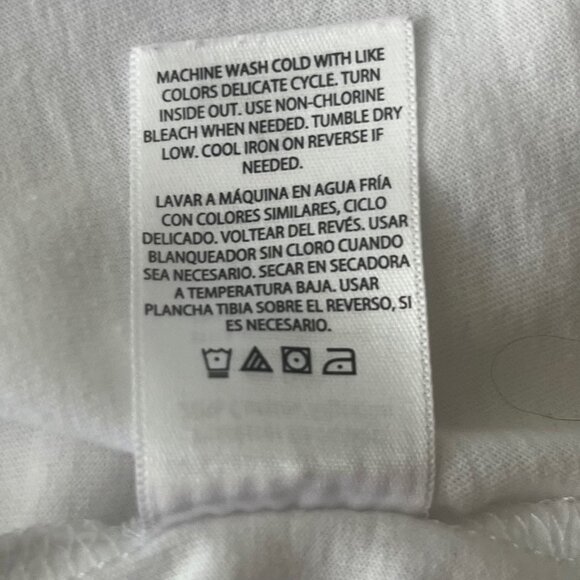 MACHINE WASH COLD WITH LIKE
COLORS DELICATE CYCLE. TURN
INSIDE OUT. USE NON-CHLORINE
BLEACH WHEN NEEDED. TUMBLE DRY
LOW. COOL IRON ON REVERSE IF
NEEDED.
LAVAR A MÁQUINA EN AGUA FRÍA
CON COLORES SIMILARES, CICLO
DELICADO. VOLTEAR DEL REVÉS. USAR
BLANQUEADOR SIN CLORO CUANDO
SEA NECESARIO. SECAR EN SECADORA
A TEMPERATURA BAJA. USAR
PLANCHA TIBIA SOBRE EL REVERSO, SI
ES NECESARIO.